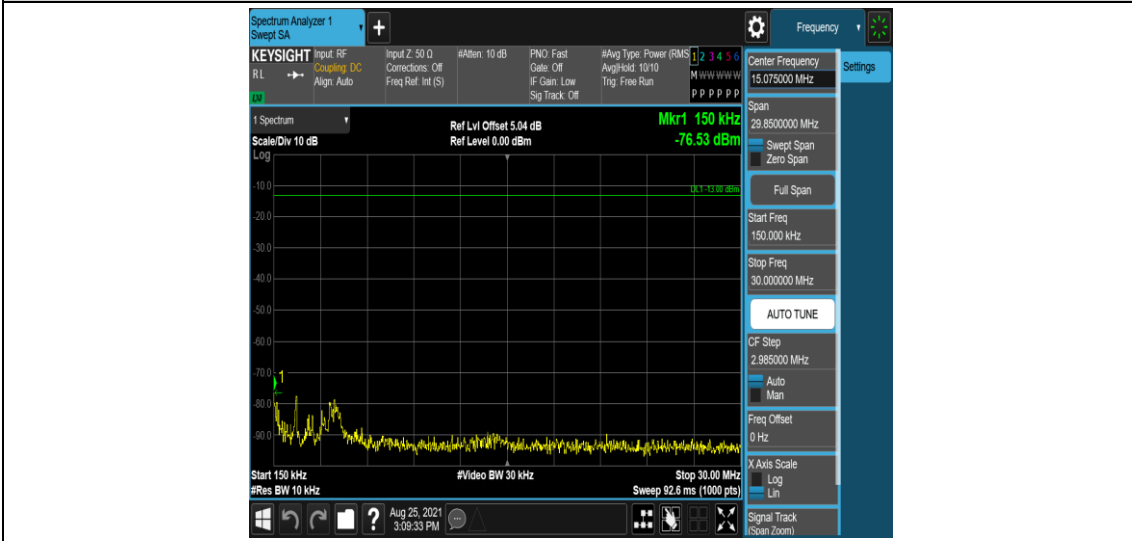 Spectrum Analyzer 1
Swept SA
+
Frequency
KEYSIGHT
RL
LM
Input: RF
Coupling: DC
Align: Auto
Input Z: 50 Ω
Corrections: Off
Freq Ref: Int (S)
#Atten: 10 dB
PNO: Fast
Gate: Off
IF Gain: Low
Sig Track: Off
#Avg Type: Power (RMS
Avg|Hold: 10/10
Trig: Free Run
1 2 3 4 5 6
M W W W W W
P P P P P P
1 Spectrum
Scale/Div 10 dB
Log
Ref Lvl Offset 5.04 dB
Ref Level 0.00 dBm
Mkr1 150 kHz
-76.53 dBm
DL1 -13.00 dBm
-10.0
-20.0
-30.0
-40.0
-50.0
-60.0
-70.0
1
-80.0
-90.0
Start 150 kHz
#Res BW 10 kHz
#Video BW 30 kHz
Stop 30.00 MHz
Sweep 92.6 ms (1000 pts)
?
Aug 25, 2021
3:09:33 PM
Center Frequency
15.075000 MHz
Settings
Span
29.8500000 MHz
Swept Span
Zero Span
Full Span
Start Freq
150.000 kHz
Stop Freq
30.000000 MHz
AUTO TUNE
CF Step
2.985000 MHz
Auto
Man
Freq Offset
0 Hz
X Axis Scale
Log
Lin
Signal Track
(Span Zoom)